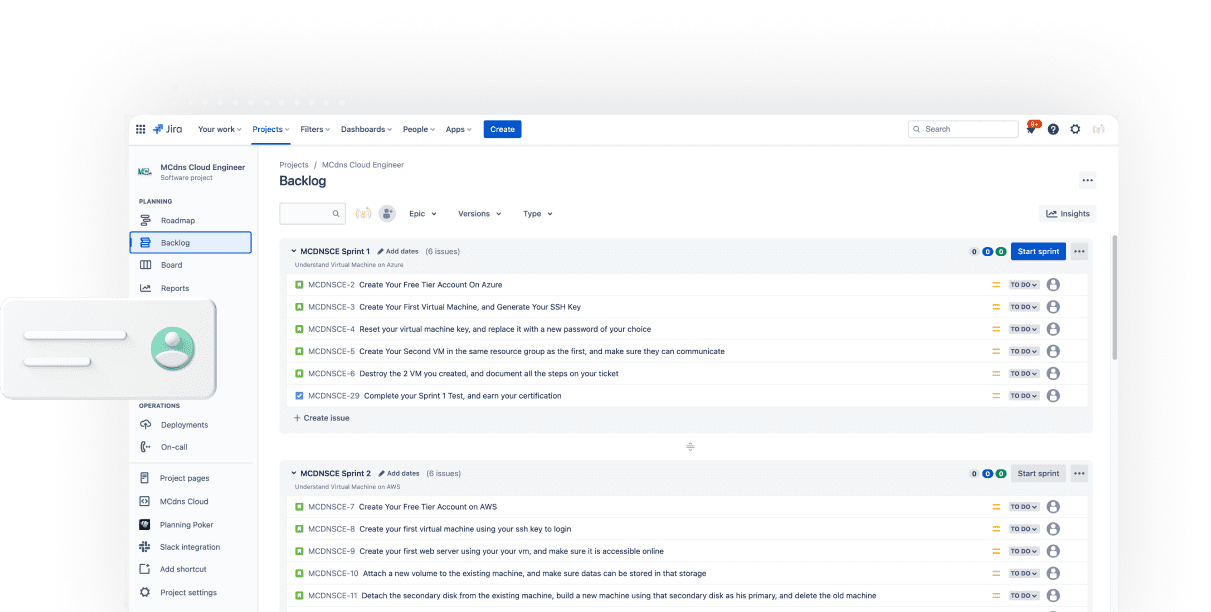 Jira Your work Projects Filters Dashboards People Apps Create Search 9+
MCdns Cloud Engineer
Software project
PLANNING
Roadmap
Backlog
Board
Reports
OPERATIONS
Deployments
On-call
Project pages
MCdns Cloud
Planning Poker
Slack integration
Add shortcut
Project settings
Projects / MCdns Cloud Engineer
Backlog
Epic Versions Type Insights
MCDNSCE Sprint 1 Add dates (6 issues) 0 0 0 Start sprint
Understand Virtual Machine on Azure
MCDNSCE-2 Create Your Free Tier Account On Azure TO DO
MCDNSCE-3 Create Your First Virtual Machine, and Generate Your SSH Key TO DO
MCDNSCE-4 Reset your virtual machine key, and replace it with a new password of your choice TO DO
MCDNSCE-5 Create Your Second VM in the same resource group as the first, and make sure they can communicate TO DO
MCDNSCE-6 Destroy the 2 VM you created, and document all the steps on your ticket TO DO
MCDNSCE-29 Complete your Sprint 1 Test, and earn your certification TO DO
+ Create issue
MCDNSCE Sprint 2 Add dates (6 issues) 0 0 0 Start sprint
Understand Virtual Machine on AWS
MCDNSCE-7 Create Your Free Tier Account on AWS TO DO
MCDNSCE-8 Create your first virtual machine using your ssh key to login TO DO
MCDNSCE-9 Create your first web server using your your vm, and make sure it is accessible online TO DO
MCDNSCE-10 Attach a new volume to the existing machine, and make sure datas can be stored in that storage TO DO
MCDNSCE-11 Detach the secondary disk from the existing machine, build a new machine using that secondary disk as his primary, and delete the old machine TO DO